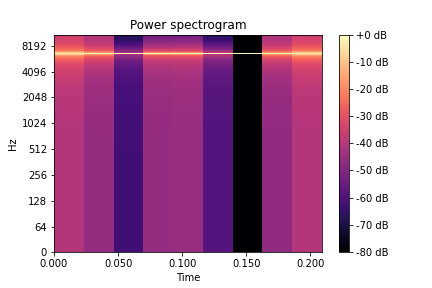 Power spectrogram
8192
4096
2048
1024
512
256
128
64
0
Hz
0.000 0.050 0.100 0.150 0.200
Time
+0 dB
-10 dB
-20 dB
-30 dB
-40 dB
-50 dB
-60 dB
-70 dB
-80 dB